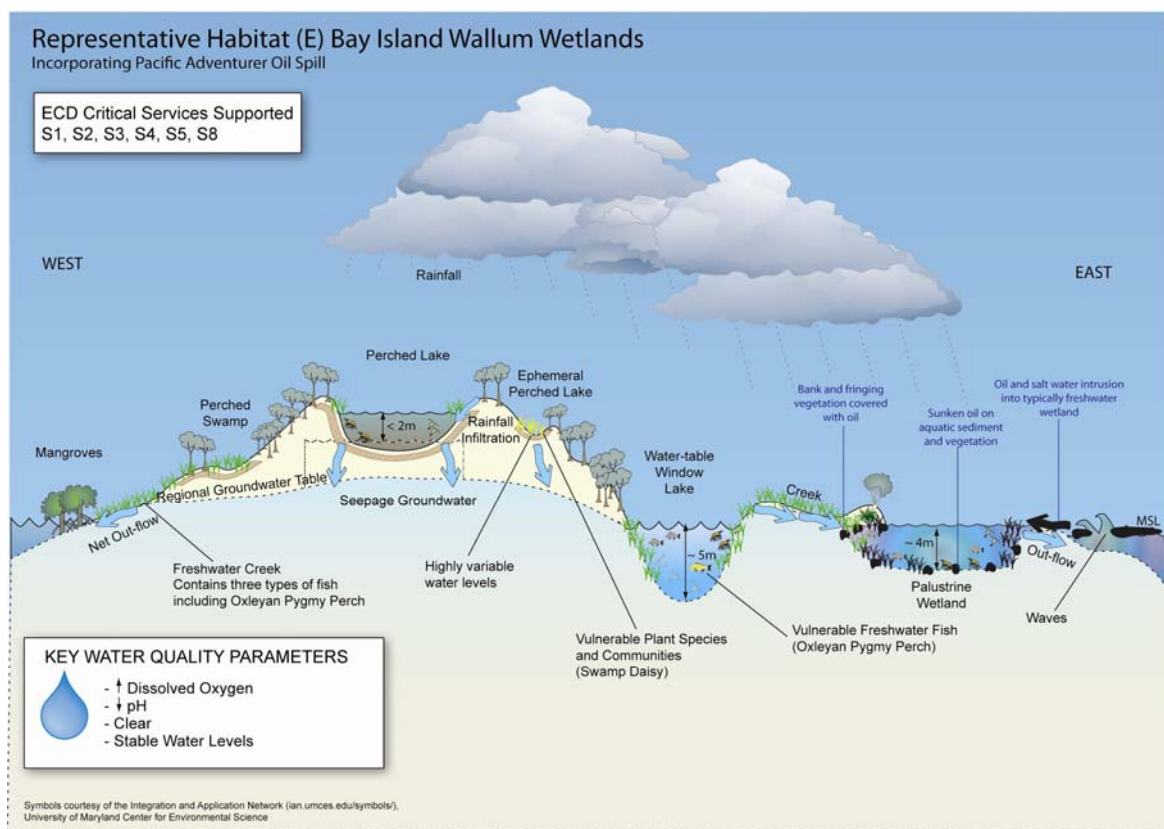 Representative Habitat (E) Bay Island Wallum Wetlands
Incorporating Pacific Adventurer Oil Spill
ECD Critical Services Supported
S1, S2, S3, S4, S5, S8
WEST
Rainfall
EAST
Perched Lake
Ephemeral
Perched Lake
Perched
Swamp
< 2m
Rainfall
Infiltration
Bank and fringing
vegetation covered
with oil
Sunken oil on
aquatic sediment
and vegetation
Oil and salt water intrusion
into typically freshwater
wetland
Mangroves
Regional Groundwater Table
Seepage Groundwater
Water-table
Window
Lake
Creek
MSL
Net Out-flow
~ 5m
~ 4m
Out-flow
Freshwater Creek
Contains three types of fish
including Oxleyan Pygmy Perch
Highly variable
water levels
Palustrine
Wetland
Waves
Vulnerable Plant Species
and Communities
(Swamp Daisy)
Vulnerable Freshwater Fish
(Oxleyan Pygmy Perch)
KEY WATER QUALITY PARAMETERS
- ↑ Dissolved Oxygen
- ↓ pH
- Clear
- Stable Water Levels
Symbols courtesy of the Integration and Application Network (ian.umces.edu/symbols/),
University of Maryland Center for Environmental Science